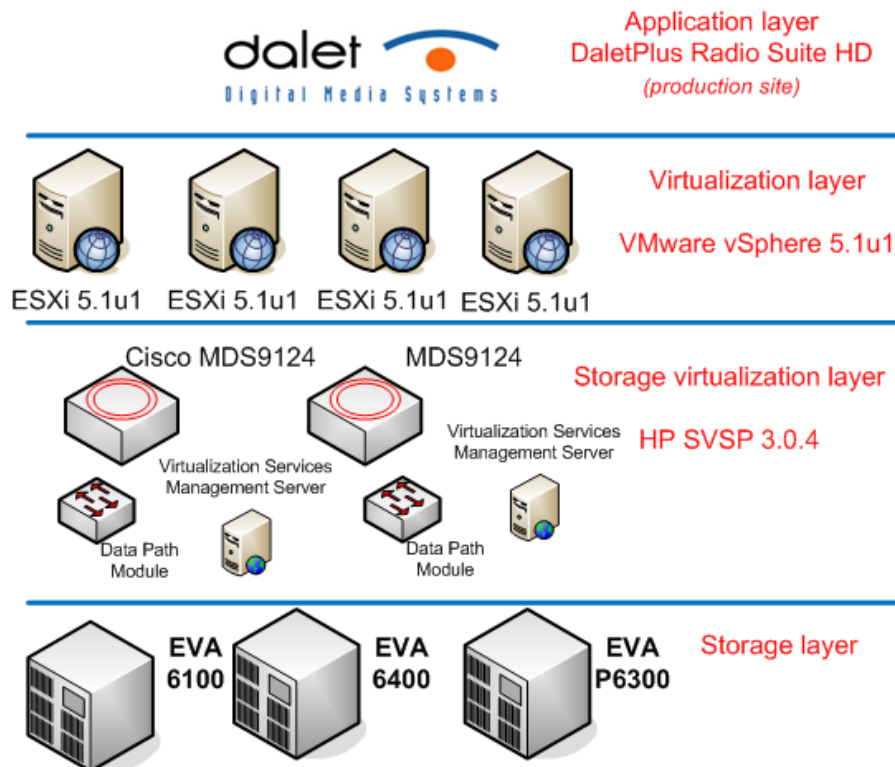 dalet
Digital Media Systems
Application layer
DaletPlus Radio Suite HD
(production site)
Virtualization layer
VMware vSphere 5.1u1
ESXi 5.1u1
ESXi 5.1u1
ESXi 5.1u1
ESXi 5.1u1
Cisco MDS9124
MDS9124
Storage virtualization layer
HP SVSP 3.0.4
Virtualization Services
Management Server
Virtualization Services
Management Server
Data Path
Module
Data Path
Module
EVA
6100
EVA
6400
EVA
P6300
Storage layer